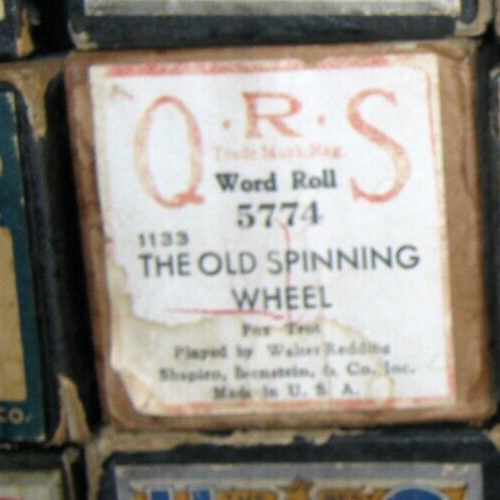 Q·R·S
Trade Mark Reg.
Word Roll
5774
1133
THE OLD SPINNING
WHEEL
Fox Trot
Played by Walter Redding
Shapiro, Bernstein, & Co. Inc.
Made in U. S. A.
CO.